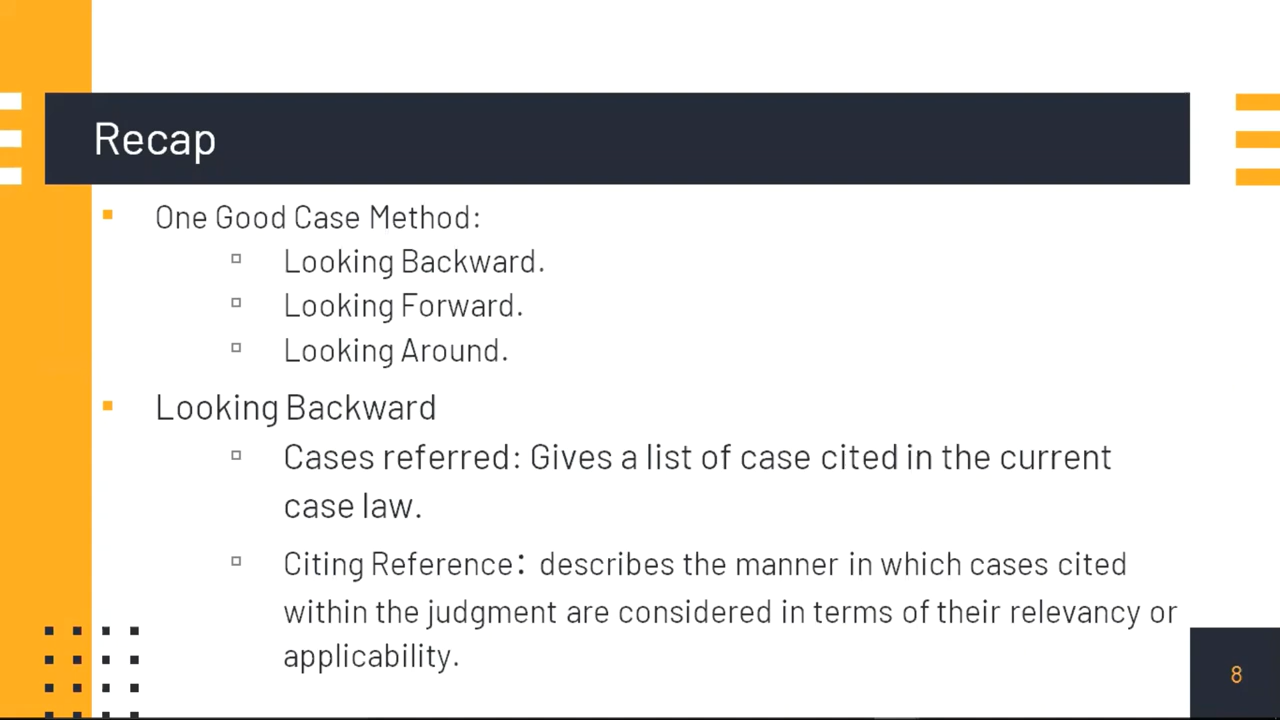 Recap
One Good Case Method:
Looking Backward.
Looking Forward.
Looking Around.
Looking Backward
Cases referred: Gives a list of case cited in the current
case law.
Citing Reference: describes the manner in which cases cited
within the judgment are considered in terms of their relevancy or
applicability.
8